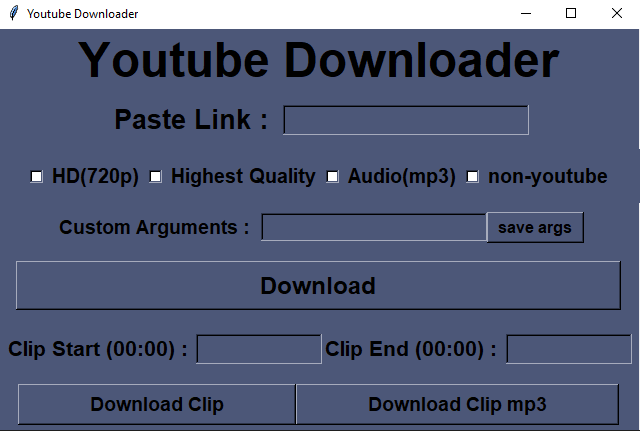 Youtube Downloader
Youtube Downloader
Paste Link :
HD(720p) Highest Quality Audio(mp3) non-youtube
Custom Arguments : save args
Download
Clip Start (00:00) : Clip End (00:00) :
Download Clip Download Clip mp3